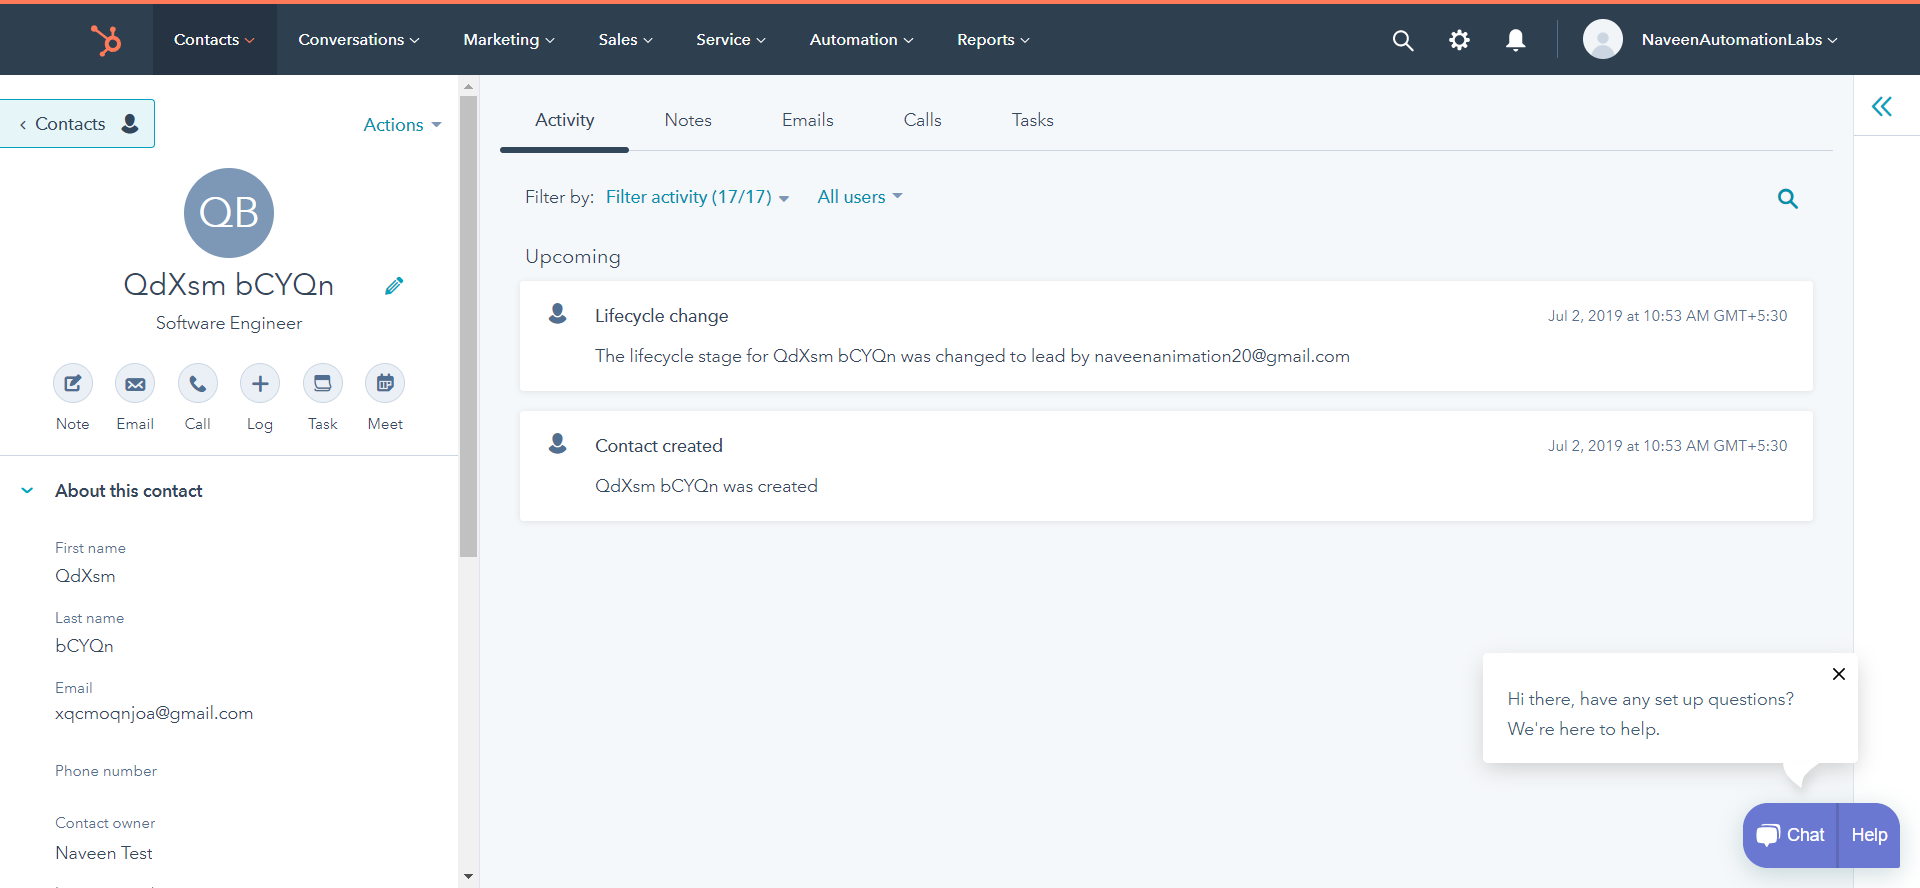 Contacts Conversations Marketing Sales Service Automation Reports NaveenAutomationLabs
Contacts
Actions
QB
QdXsm bCYQn
Software Engineer
Note Email Call Log Task Meet
About this contact
First name
QdXsm
Last name
bCYQn
Email
xqcmoqnjoa@gmail.com
Phone number
Contact owner
Naveen Test
Activity Notes Emails Calls Tasks
Filter by: Filter activity (17/17) All users
Upcoming
Lifecycle change Jul 2, 2019 at 10:53 AM GMT+5:30
The lifecycle stage for QdXsm bCYQn was changed to lead by naveenanimation20@gmail.com
Contact created Jul 2, 2019 at 10:53 AM GMT+5:30
QdXsm bCYQn was created
Hi there, have any set up questions?
We're here to help.
Chat Help